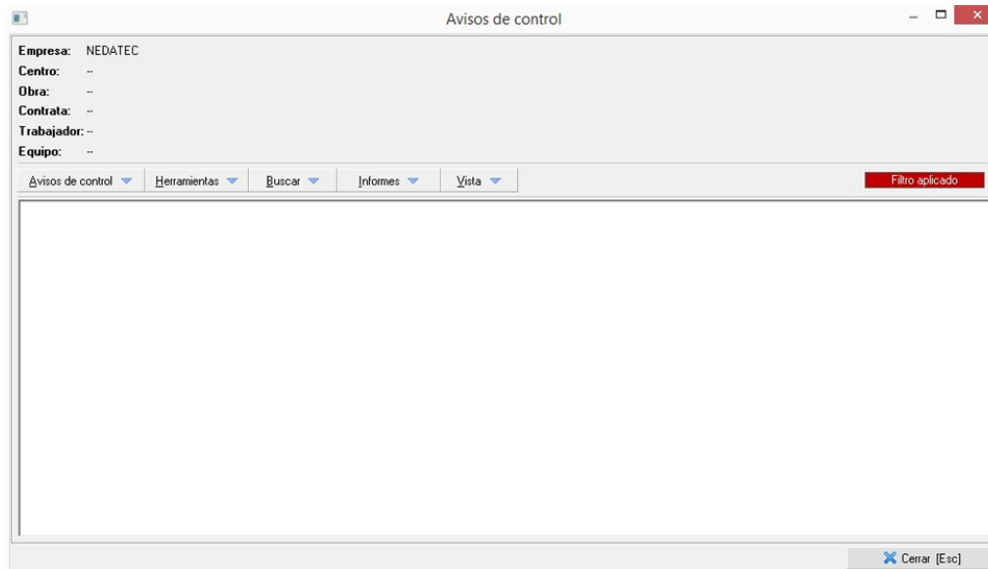 Avisos de control
Empresa: NEDATEC
Centro: --
Obra: --
Contrata: --
Trabajador: --
Equipo: --
Avisos de control Herramientas Buscar Informes Vista Filtro aplicado
Cerrar [Esc]